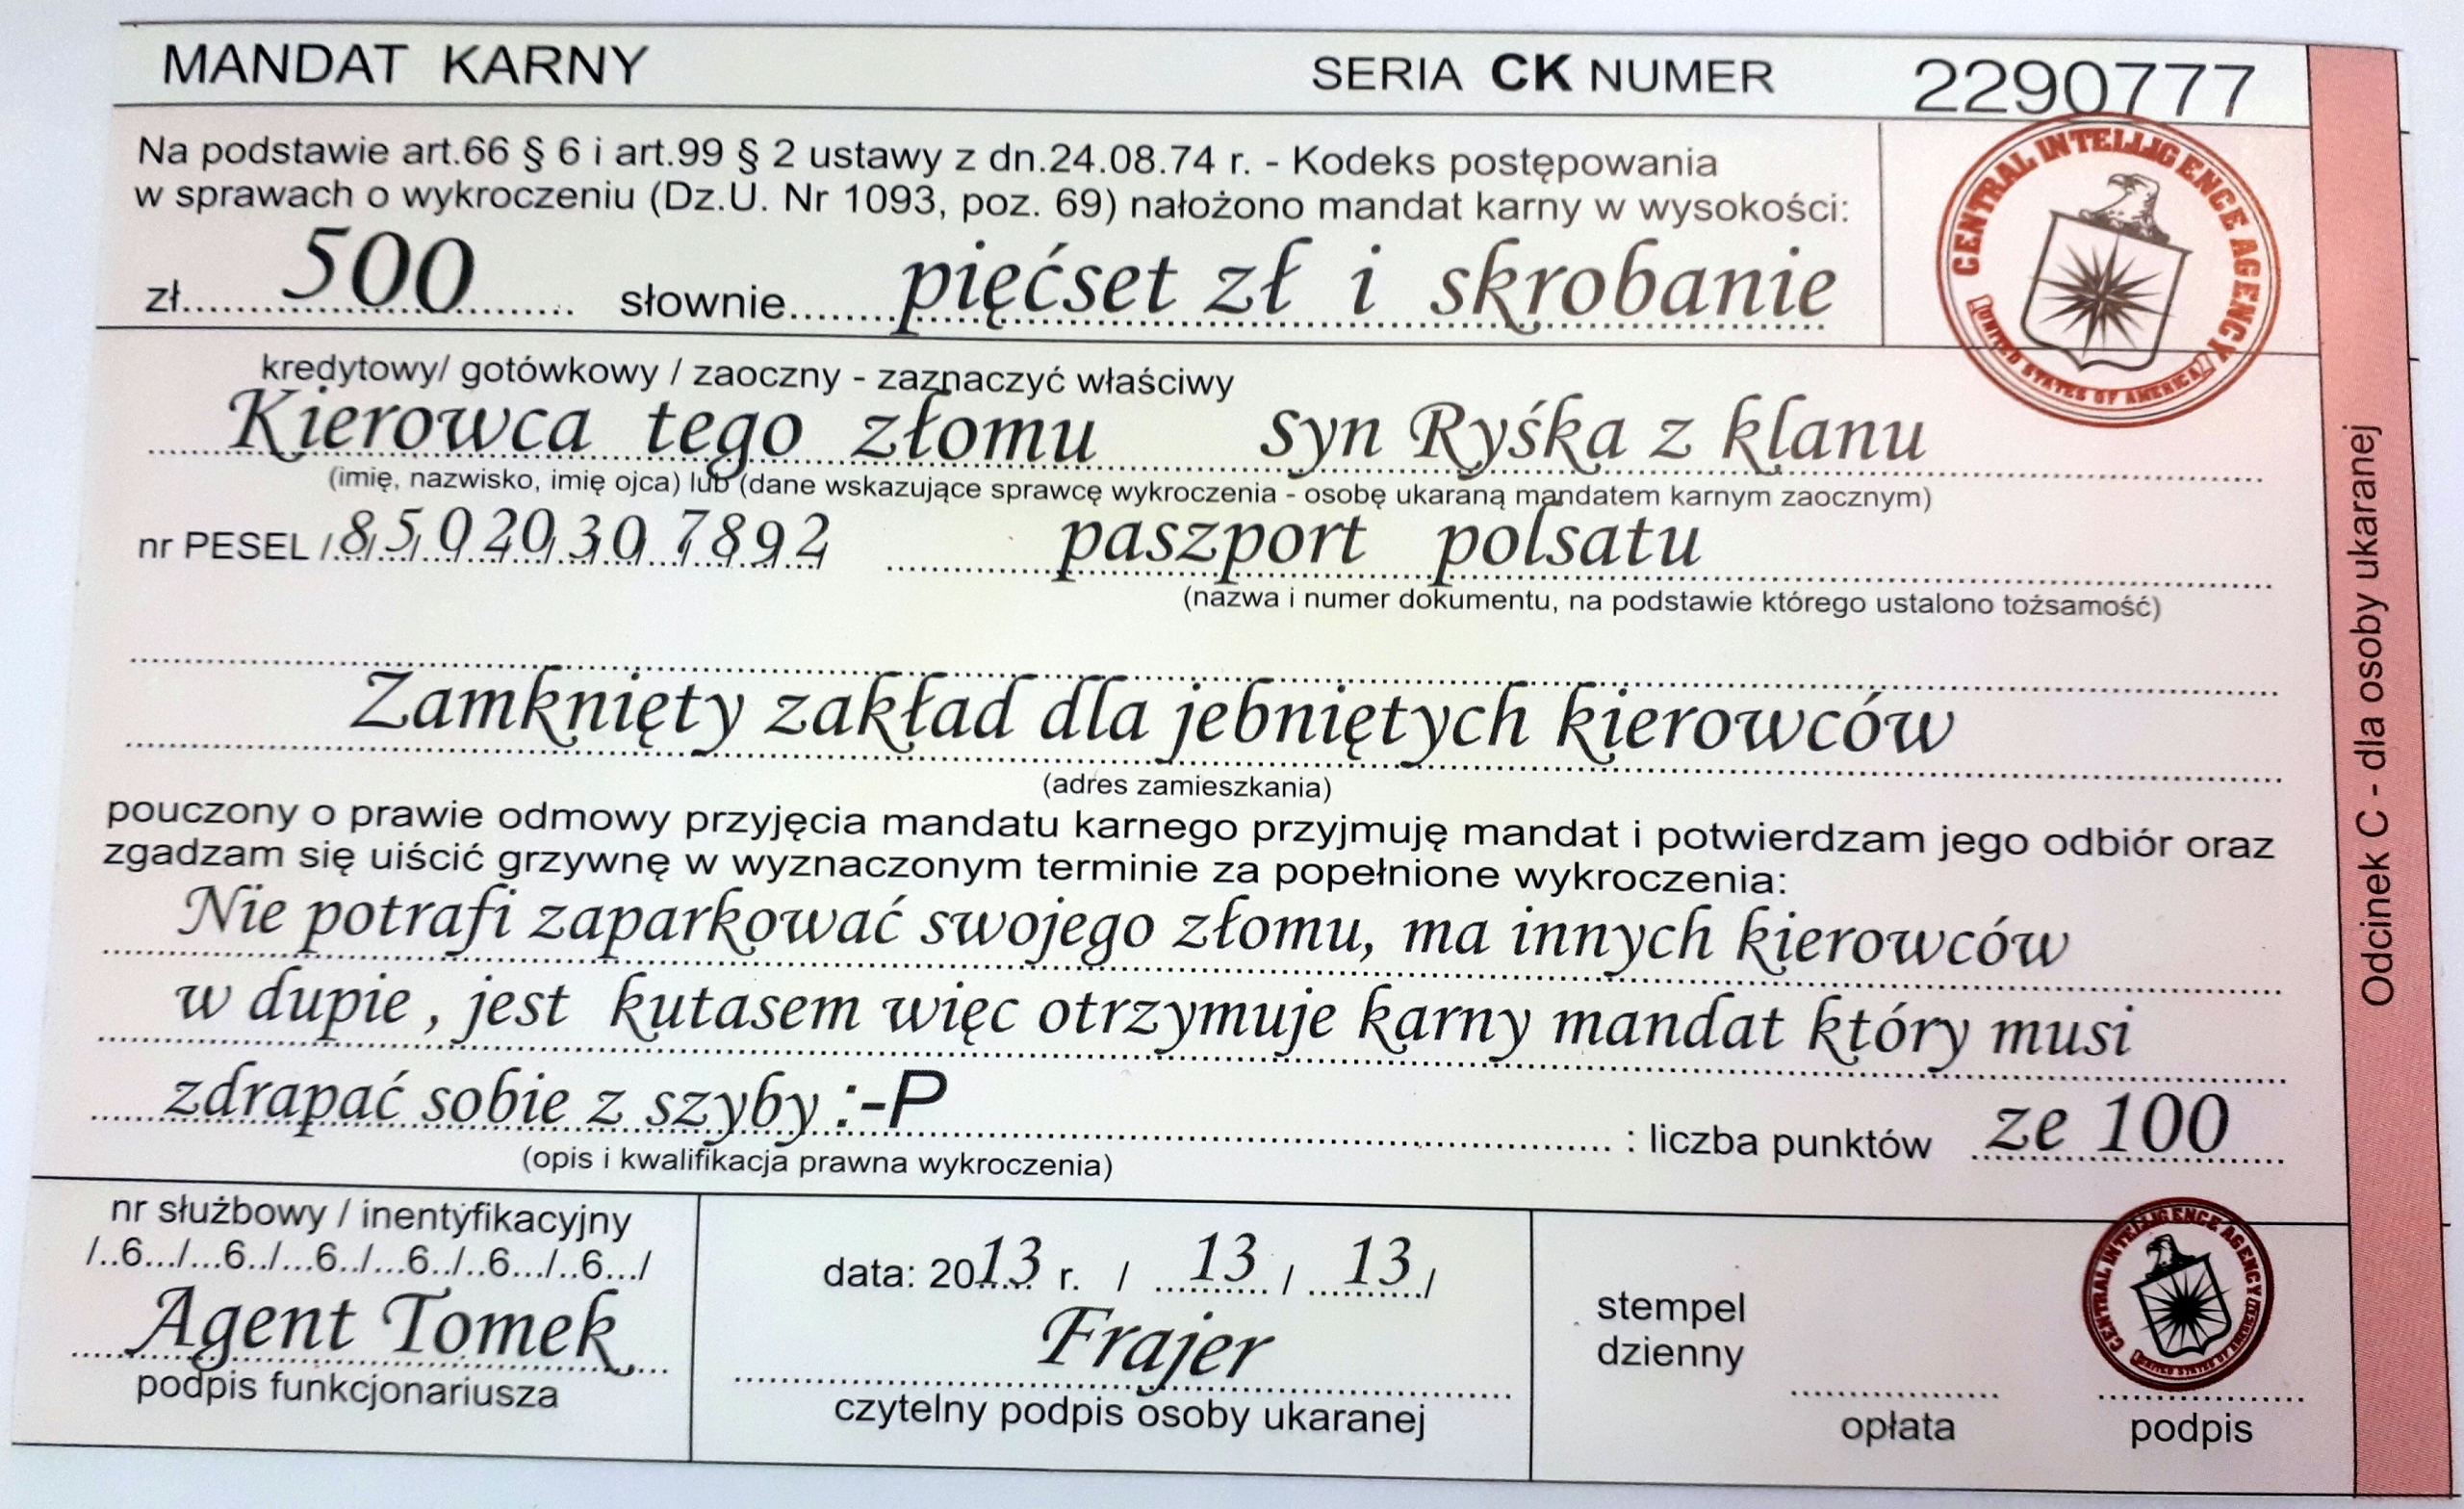 MANDAT KARNY SERIA CK NUMER 2290777
CENTRAL INTELLIGENCE AGENCY
UNITED STATES OF AMERICA
Na podstawie art.66 § 6 i art.99 § 2 ustawy z dn.24.08.74 r. - Kodeks postępowania
w sprawach o wykroczeniu (Dz.U. Nr 1093, poz. 69) nałożono mandat karny w wysokości:
zł.....500..... słownie.....pięćset zł i skrobanie
kredytowy/ gotówkowy / zaoczny - zaznaczyć właściwy
Kierowca tego złomu syn Ryśka z klanu
(imię, nazwisko, imię ojca) lub (dane wskazujące sprawcę wykroczenia - osobę ukaraną mandatem karnym zaocznym)
nr PESEL /85020307892 paszport polsatu
(nazwa i numer dokumentu, na podstawie którego ustalono tożsamość)
Zamknięty zakład dla jebniętych kierowców
(adres zamieszkania)
pouczony o prawie odmowy przyjęcia mandatu karnego przyjmuję mandat i potwierdzam jego odbiór oraz
zgadzam się uiścić grzywnę w wyznaczonym terminie za popełnione wykroczenia:
Nie potrafi zaparkować swojego złomu, ma innych kierowców
w dupie , jest kutasem więc otrzymuje karny mandat który musi
zdrapać sobie z szyby :-P : liczba punktów ze 100
(opis i kwalifikacja prawna wykroczenia)
nr służbowy / inentyfikacyjny
/..6.../...6../...6../...6../..6.../..6.../
Agent Tomek
podpis funkcjonariusza
data: 2013 r. / 13 / 13 /
Frajer
czytelny podpis osoby ukaranej
stempel
dzienny
opłata
CENTRAL INTELLIGENCE AGENCY
UNITED STATES OF AMERICA
podpis
Odcinek C - dla osoby ukaranej